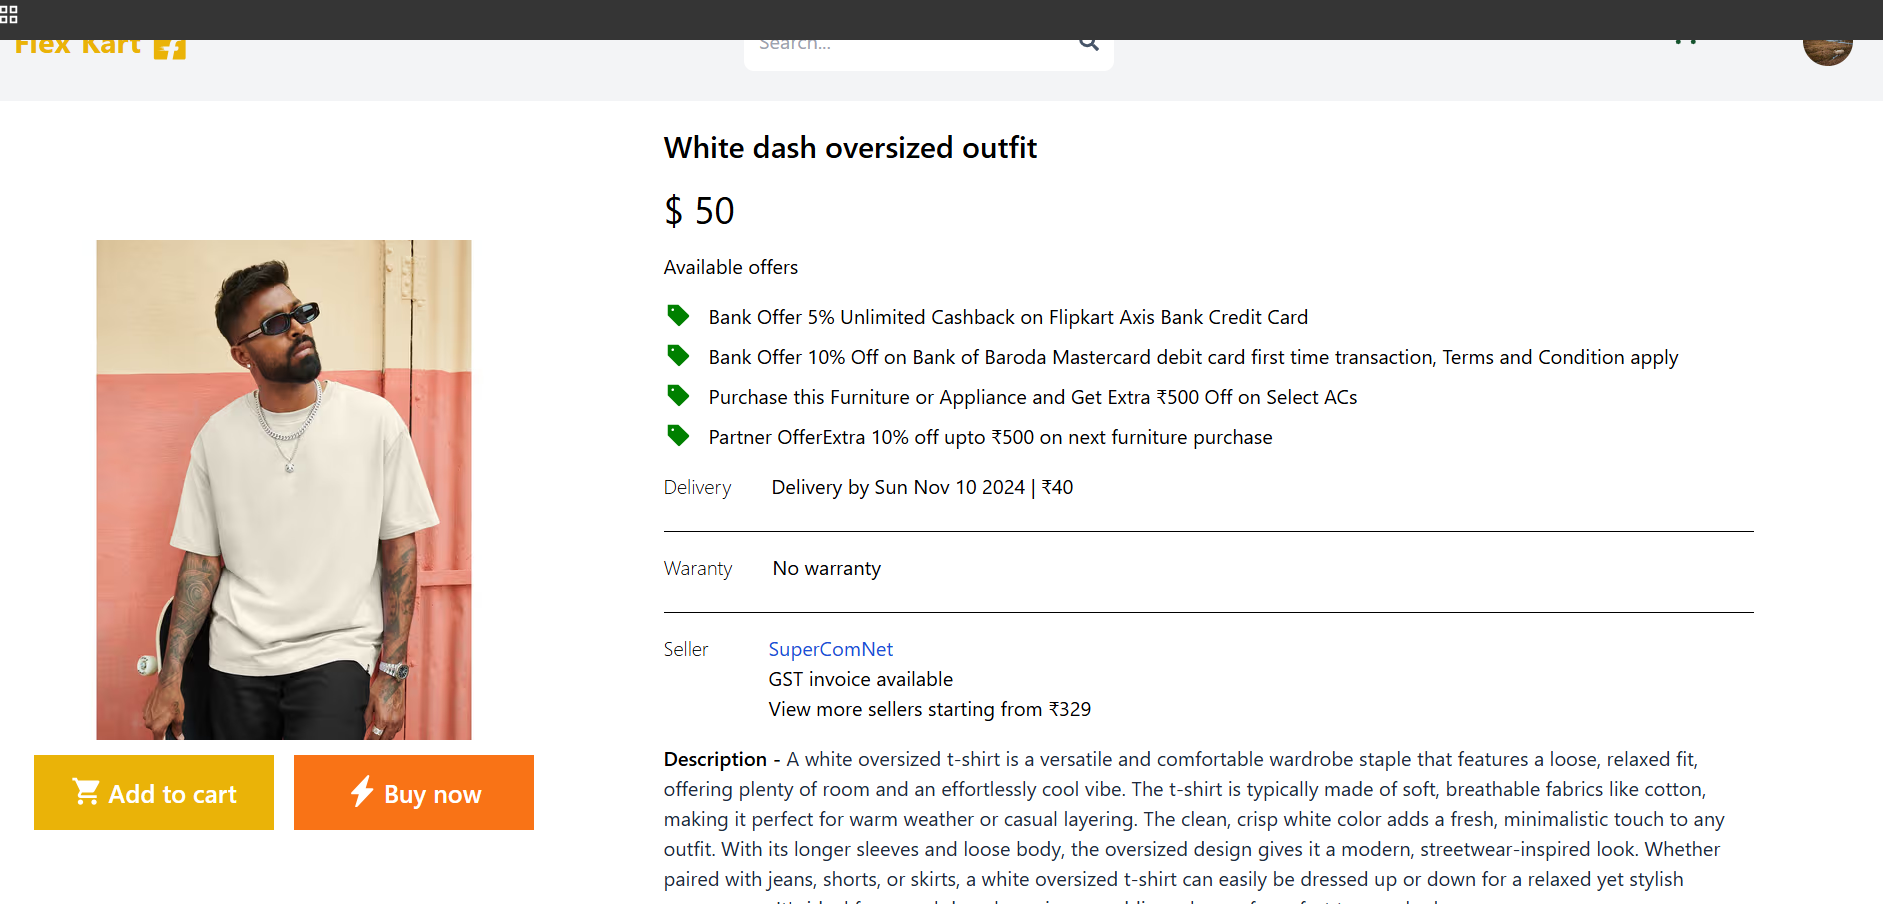 Flex Kart
Search...
White dash oversized outfit
$ 50
Available offers
Bank Offer 5% Unlimited Cashback on Flipkart Axis Bank Credit Card
Bank Offer 10% Off on Bank of Baroda Mastercard debit card first time transaction, Terms and Condition apply
Purchase this Furniture or Appliance and Get Extra ₹500 Off on Select ACs
Partner OfferExtra 10% off upto ₹500 on next furniture purchase
Delivery Delivery by Sun Nov 10 2024 | ₹40
Waranty No warranty
Seller SuperComNet
GST invoice available
View more sellers starting from ₹329
Add to cart
Buy now
Description - A white oversized t-shirt is a versatile and comfortable wardrobe staple that features a loose, relaxed fit,
offering plenty of room and an effortlessly cool vibe. The t-shirt is typically made of soft, breathable fabrics like cotton,
making it perfect for warm weather or casual layering. The clean, crisp white color adds a fresh, minimalistic touch to any
outfit. With its longer sleeves and loose body, the oversized design gives it a modern, streetwear-inspired look. Whether
paired with jeans, shorts, or skirts, a white oversized t-shirt can easily be dressed up or down for a relaxed yet stylish